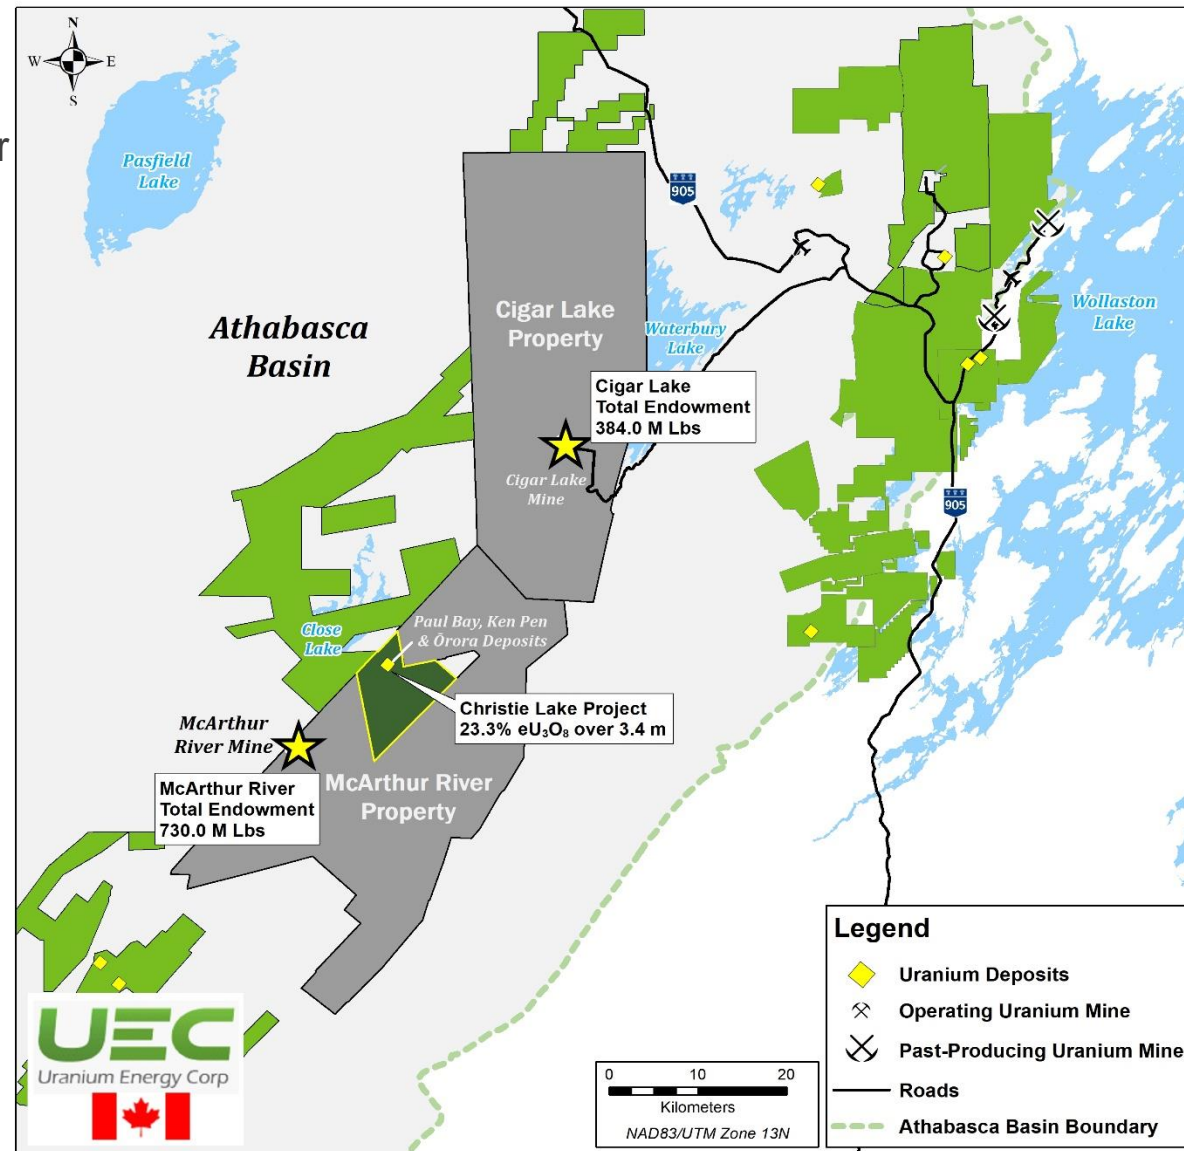 N
W E
S
r
Pasfield
Lake
905
Athabasca
Basin
Cigar Lake
Property
Waterbury
Lake
Wollaston
Lake
Cigar Lake
Total Endowment
384.0 M Lbs
Cigar Lake
Mine
905
Close
Lake
Paul Bay, Ken Pen
& Ōrora Deposits
Christie Lake Project
23.3% eU₃O₈ over 3.4 m
McArthur
River Mine
McArthur River
Property
McArthur River
Total Endowment
730.0 M Lbs
UEC
Uranium Energy Corp
0 10 20
Kilometers
NAD83/UTM Zone 13N
Legend
Uranium Deposits
Operating Uranium Mine
Past-Producing Uranium Mine
Roads
Athabasca Basin Boundary